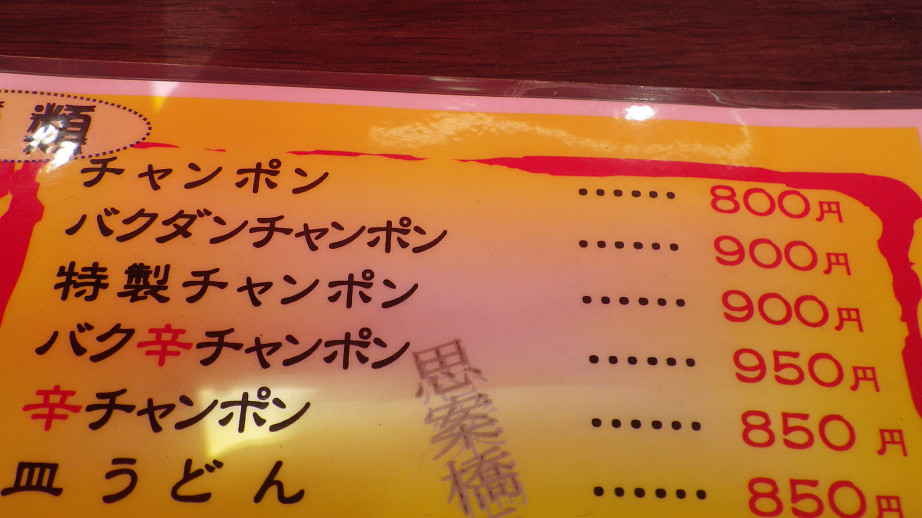 類
チャンポン ...... 800円
バクダンチャンポン ...... 900円
特製チャンポン ...... 900円
バク辛チャンポン ...... 950円
辛チャンポン ...... 850円
皿うどん ...... 850円
思案橋